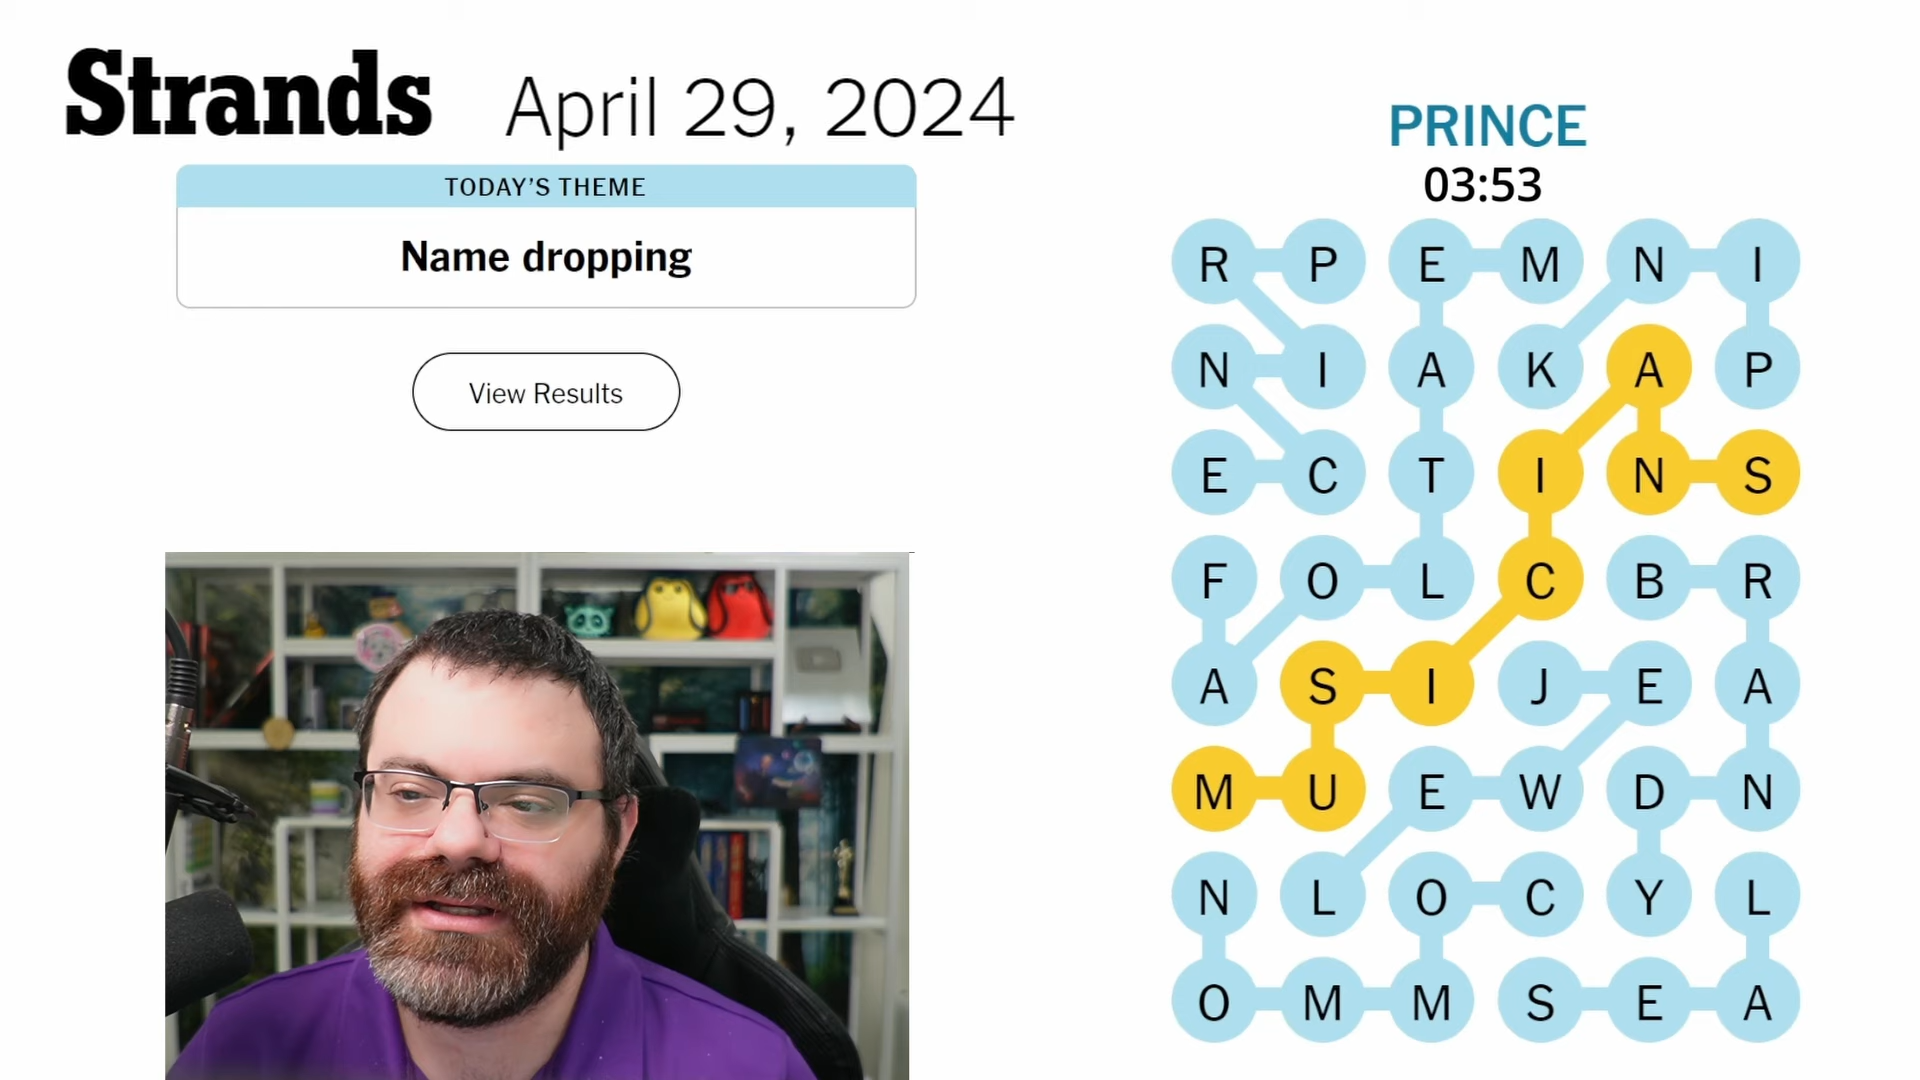 Strands April 29, 2024
TODAY'S THEME
Name dropping
View Results
PRINCE
03:53
R P E M N I
N I A K A P
E C T I N S
F O L C B R
A S I J E A
M U E W D N
N L O C Y L
O M M S E A